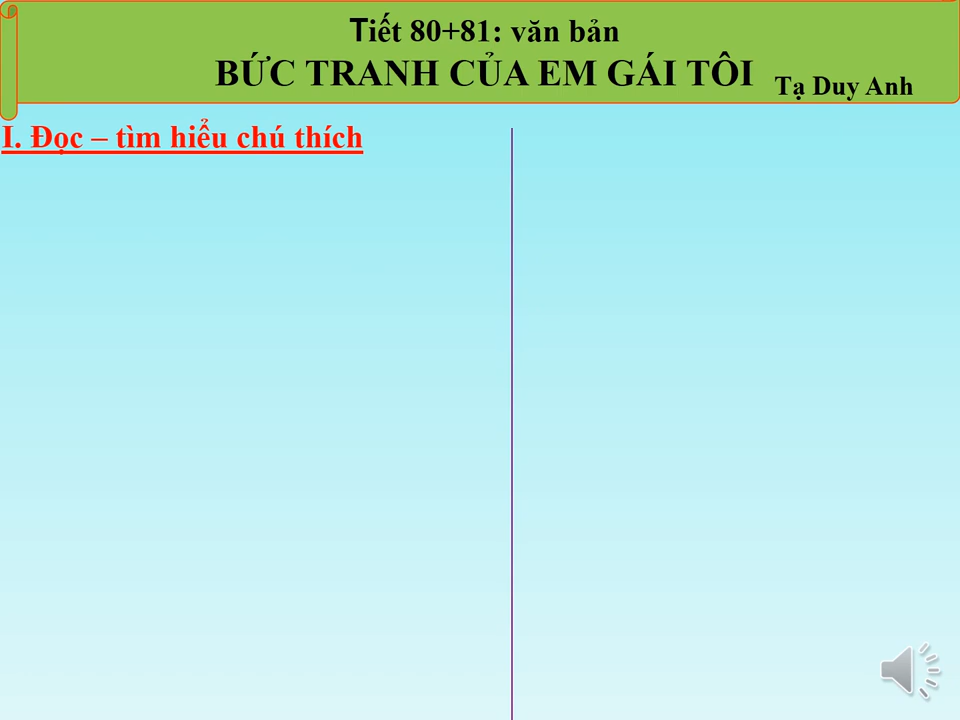 Tiết 80+81: văn bản
BỨC TRANH CỦA EM GÁI TÔI
Tạ Duy Anh
I. Đọc – tìm hiểu chú thích